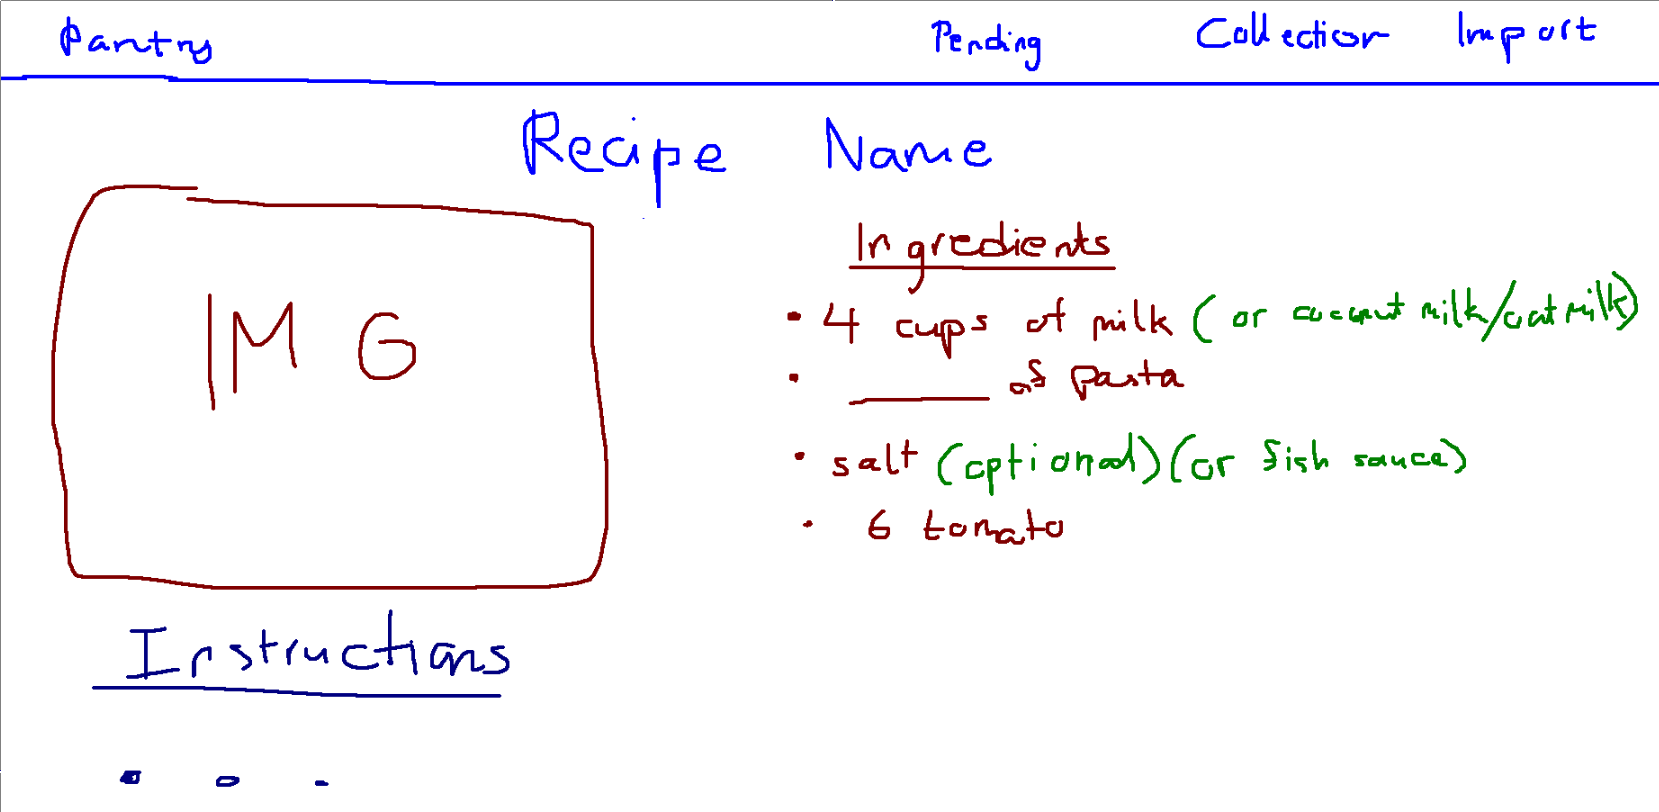 Pantry Pending Collection Import
Recipe Name
IMG
Ingredients
• 4 cups of milk (or coconut milk/oat milk)
• ______ of pasta
• salt (optional) (or fish sauce)
• 6 tomato
Instructions